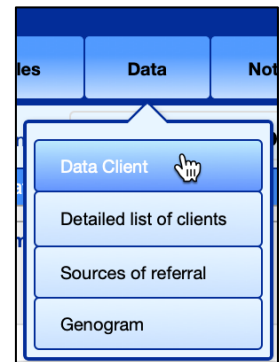 les Data Not
Data Client
Detailed list of clients
Sources of referral
Genogram